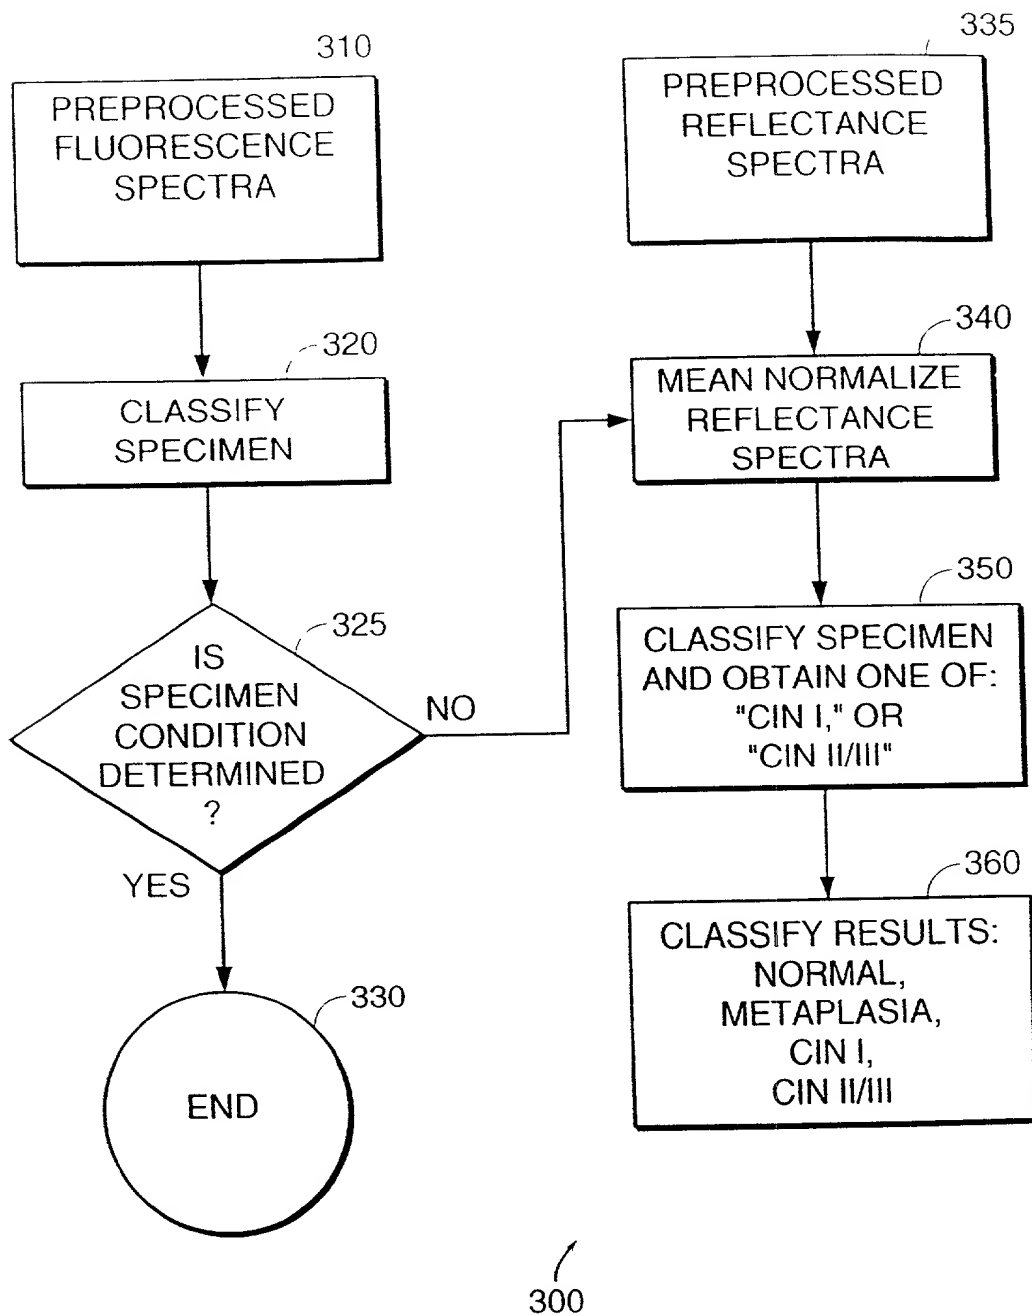 310
PREPROCESSED
FLUORESCENCE
SPECTRA
320
CLASSIFY
SPECIMEN
325
IS
SPECIMEN
CONDITION
DETERMINED
?
NO
YES
330
END
335
PREPROCESSED
REFLECTANCE
SPECTRA
340
MEAN NORMALIZE
REFLECTANCE
SPECTRA
350
CLASSIFY SPECIMEN
AND OBTAIN ONE OF:
"CIN I," OR
"CIN II/III"
360
CLASSIFY RESULTS:
NORMAL,
METAPLASIA,
CIN I,
CIN II/III
300